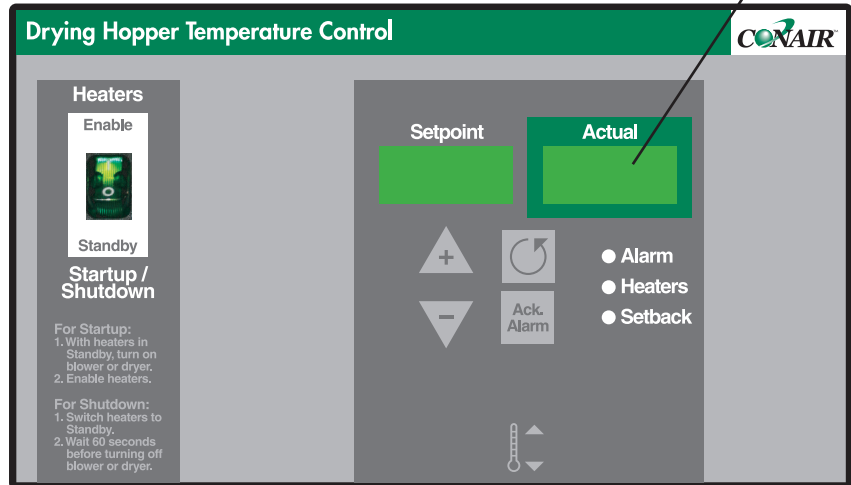 Drying Hopper Temperature Control
CONAIR
Heaters
Enable
Standby
Startup /
Shutdown
For Startup:
1. With heaters in
Standby, turn on
blower or dryer.
2. Enable heaters.
For Shutdown:
1. Switch heaters to
Standby.
2. Wait 60 seconds
before turning off
blower or dryer.
Setpoint
Actual
+
−
Ack.
Alarm
Alarm
Heaters
Setback